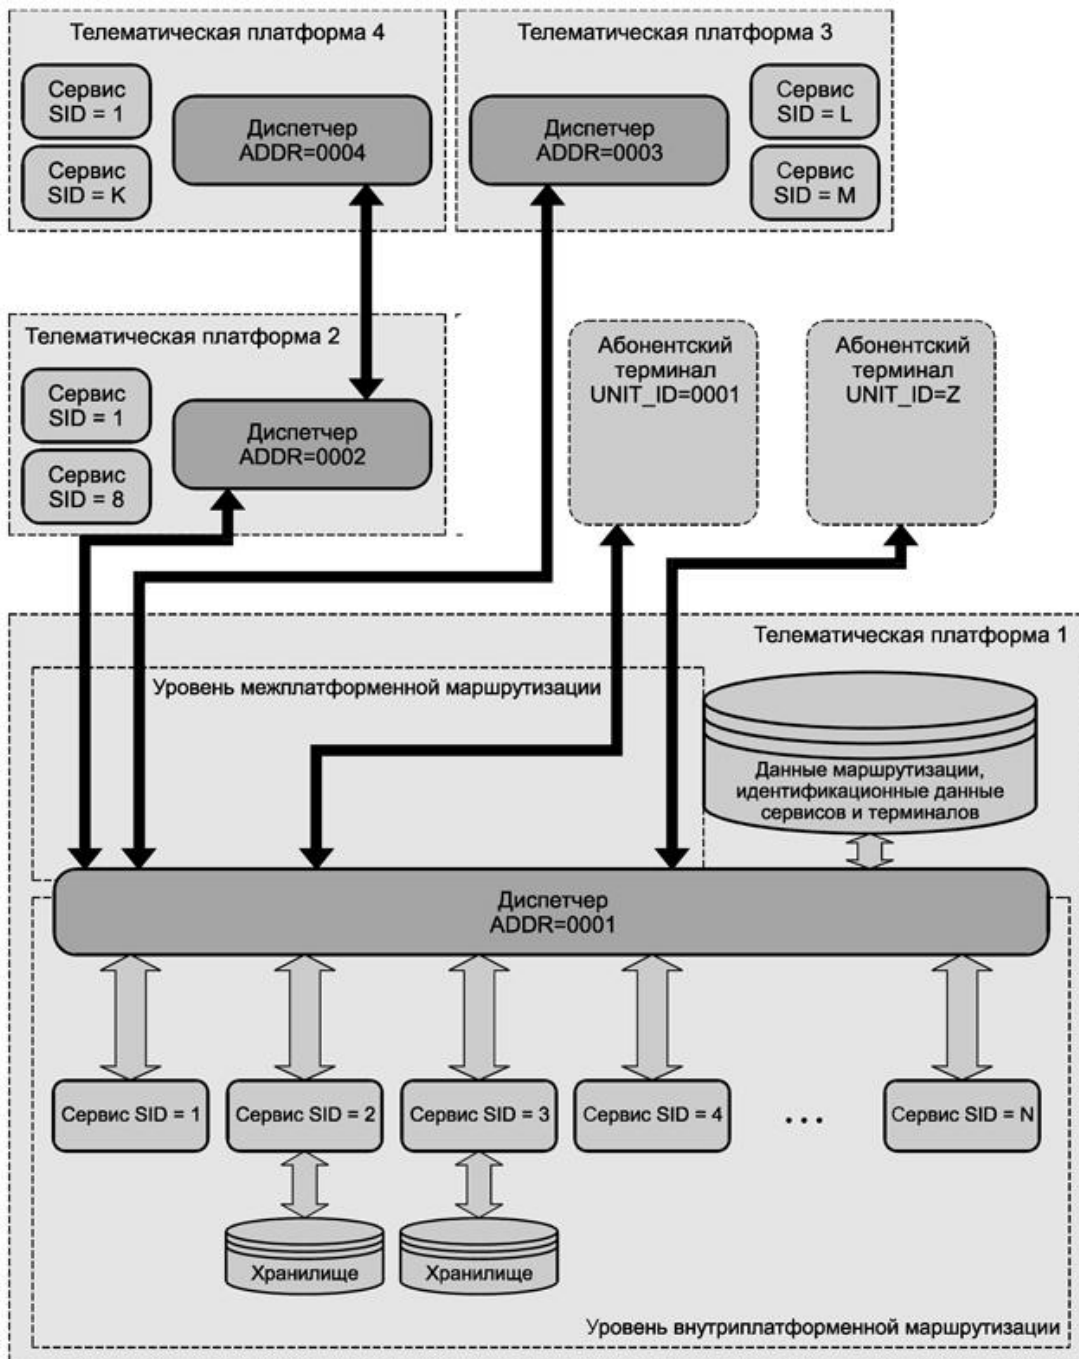 Телематическая платформа 4
Сервис
SID = 1
Сервис
SID = K
Диспетчер
ADDR=0004
Телематическая платформа 3
Диспетчер
ADDR=0003
Сервис
SID = L
Сервис
SID = M
Телематическая платформа 2
Сервис
SID = 1
Сервис
SID = 8
Диспетчер
ADDR=0002
Абонентский
терминал
UNIT_ID=0001
Абонентский
терминал
UNIT_ID=Z
Телематическая платформа 1
Уровень межплатформенной маршрутизации
Данные маршрутизации,
идентификационные данные
сервисов и терминалов
Диспетчер
ADDR=0001
Сервис SID = 1
Сервис SID = 2
Сервис SID = 3
Сервис SID = 4
...
Сервис SID = N
Хранилище
Хранилище
Уровень внутриплатформенной маршрутизации